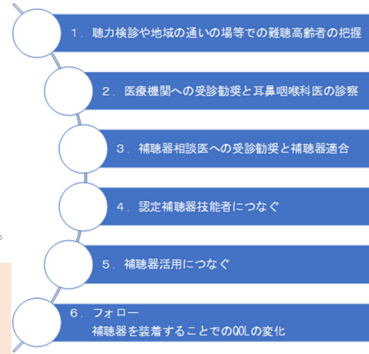 1．聴力検診や地域の通いの場等での難聴高齢者の把握
2．医療機関への受診勧奨と耳鼻咽喉科医の診察
3．補聴器相談医への受診勧奨と補聴器適合
4．認定補聴器技能者につなぐ
5．補聴器活用につなぐ
6．フォロー
補聴器を装着することでのQOLの変化